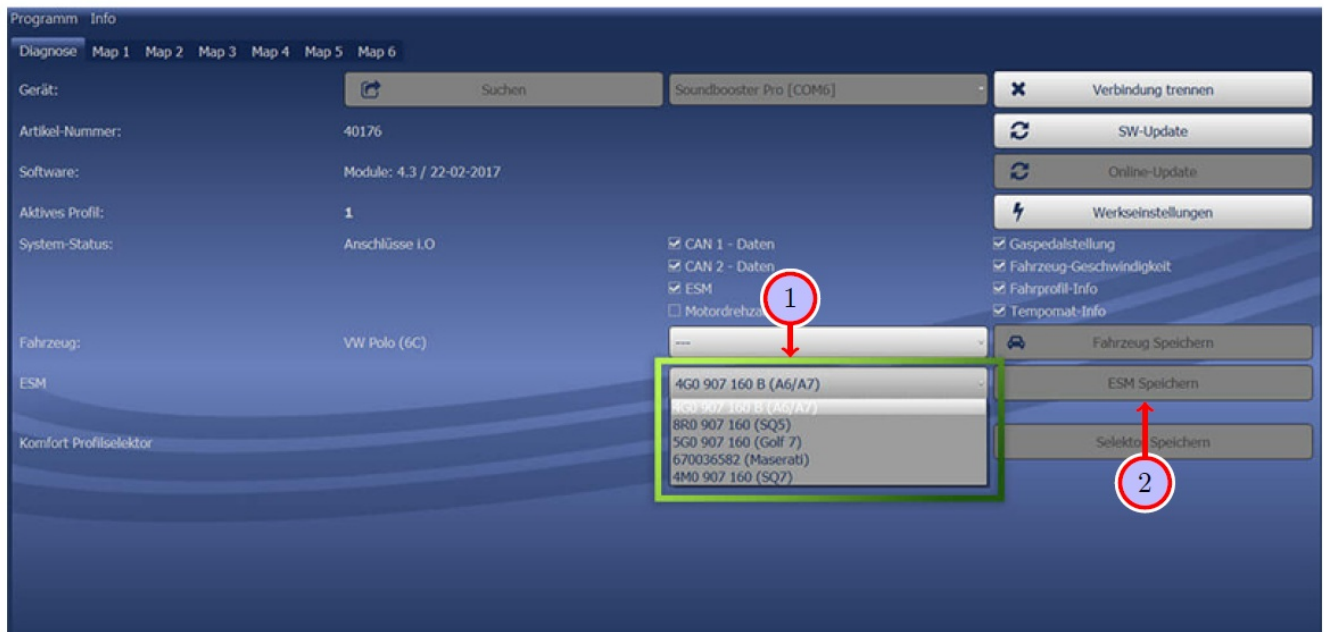 Programm Info
Diagnose Map 1 Map 2 Map 3 Map 4 Map 5 Map 6
Gerät: Suchen Soundbooster Pro [COM6] Verbindung trennen
Artikel-Nummer: 40176 SW-Update
Software: Module: 4.3 / 22-02-2017 Online-Update
Aktives Profil: 1 Werkseinstellungen
System-Status: Anschlüsse i.O CAN 1 - Daten Gaspedalstellung
CAN 2 - Daten Fahrzeug-Geschwindigkeit
ESM Fahrprofil-Info
1
Tempomat-Info
Fahrzeug: VW Polo (6C) --- Fahrzeug Speichern
ESM 4G0 907 160 B (A6/A7) ESM Speichern
4G0 907 160 B (A6/A7)
8R0 907 160 (SQ5)
5G0 907 160 (Golf 7)
Komfort Profilselektor Speichern
670036582 (Maserati)
4M0 907 160 (SQ7)
2